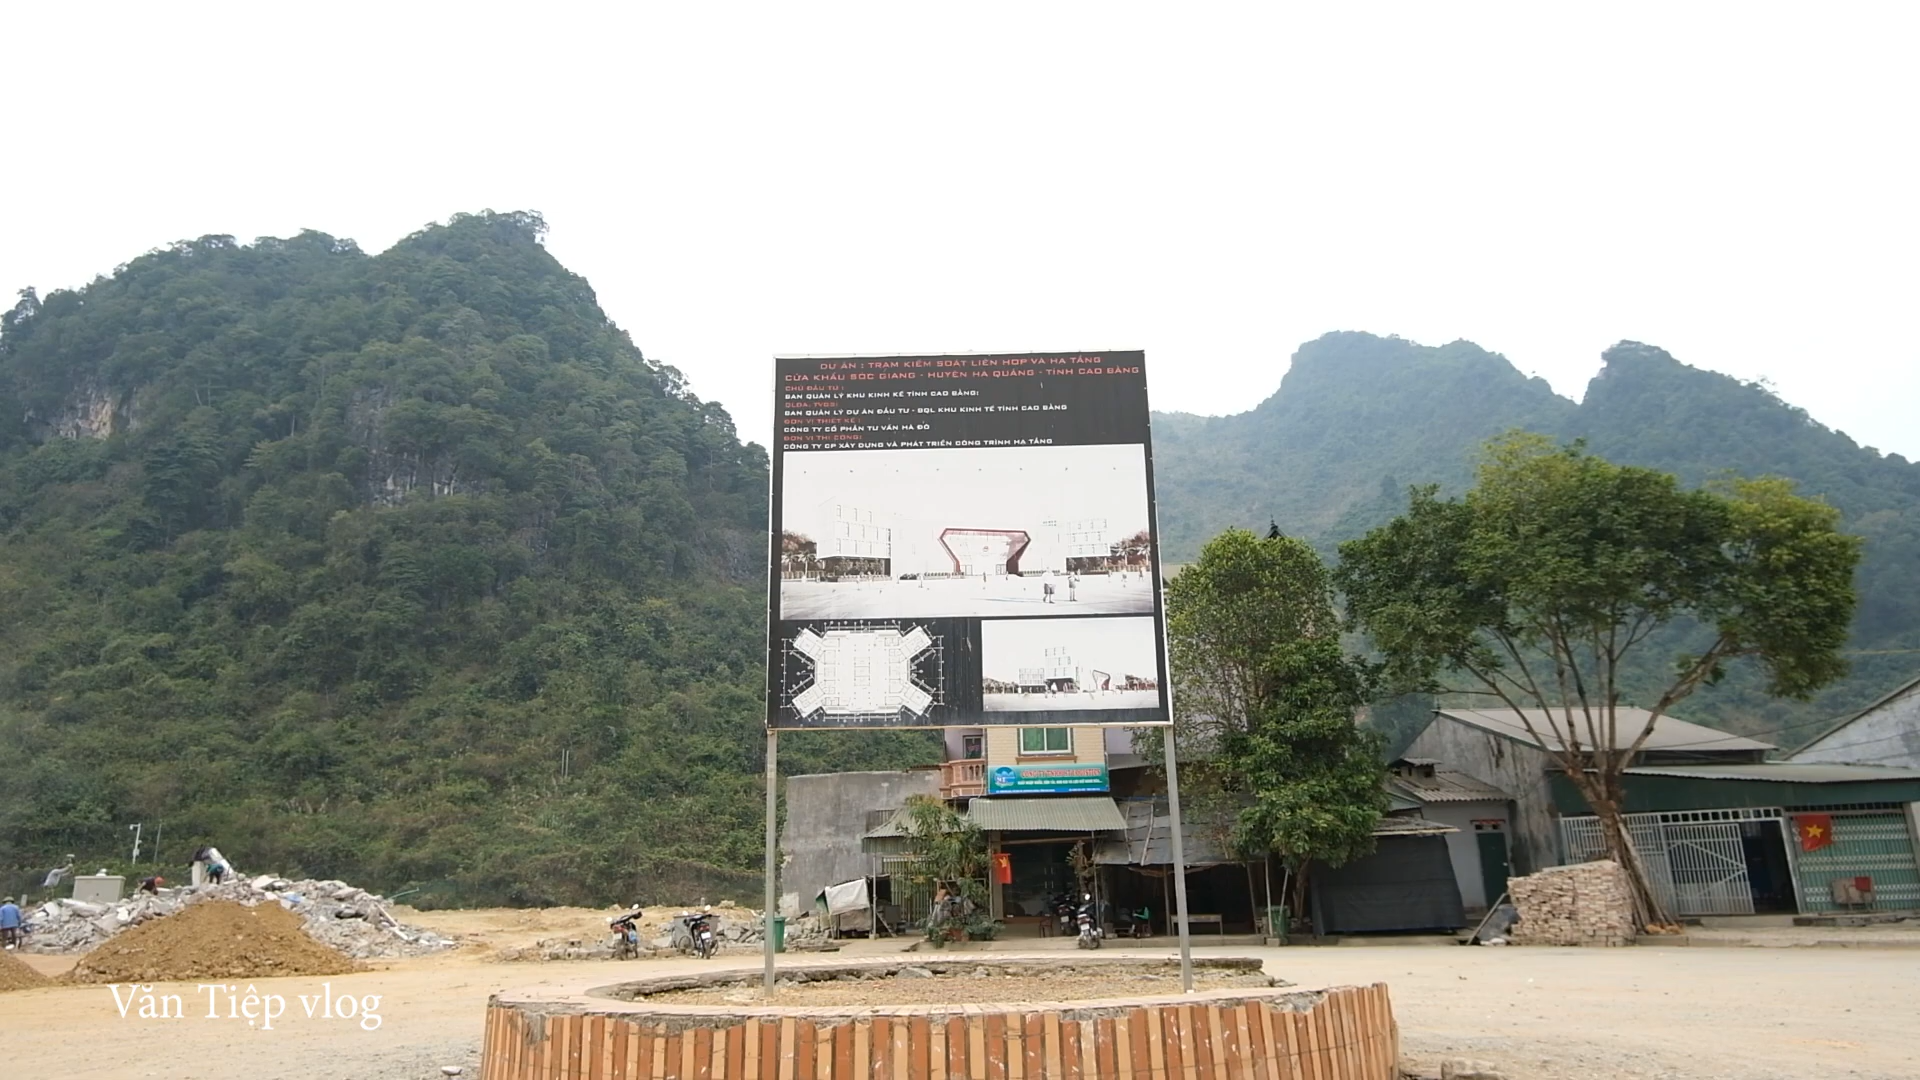 DỰ ÁN : TRẠM KIỂM SOÁT LIÊN HỢP VÀ HẠ TẦNG
CỬA KHẨU SÓC GIANG - HUYỆN HÀ QUẢNG - TỈNH CAO BẰNG
CHỦ ĐẦU TƯ :
BAN QUẢN LÝ KHU KINH KẾ TỈNH CAO BẰNG:
QLDA, TVGS:
BAN QUẢN LÝ DỰ ÁN ĐẦU TƯ - BQL KHU KINH TẾ TỈNH CAO BẰNG
ĐƠN VỊ THIẾT KẾ :
CÔNG TY CỔ PHẦN TƯ VẤN HÀ ĐÔ
ĐƠN VỊ THI CÔNG:
CÔNG TY CP XÂY DỰNG VÀ PHÁT TRIỂN CÔNG TRÌNH HẠ TẦNG
Văn Tiệp vlog